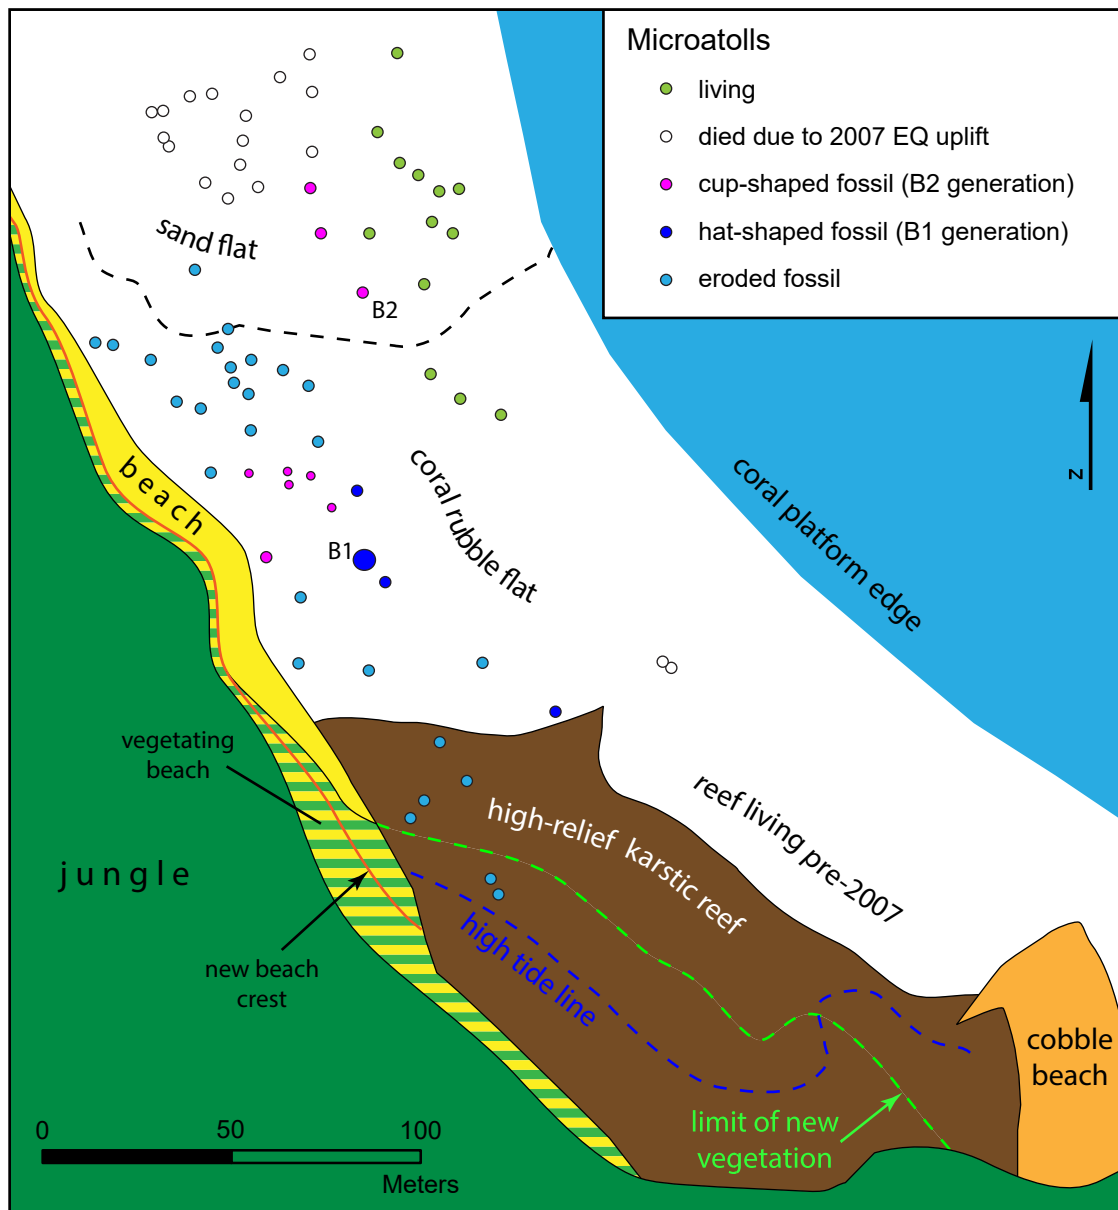 Microatolls
living
died due to 2007 EQ uplift
cup-shaped fossil (B2 generation)
hat-shaped fossil (B1 generation)
eroded fossil
sand flat
B2
N
beach
coral rubble flat
coral platform edge
B1
vegetating
beach
high-relief karstic reef
reef living pre-2007
jungle
high tide line
new beach
crest
cobble
beach
limit of new
vegetation
0 50 100
Meters